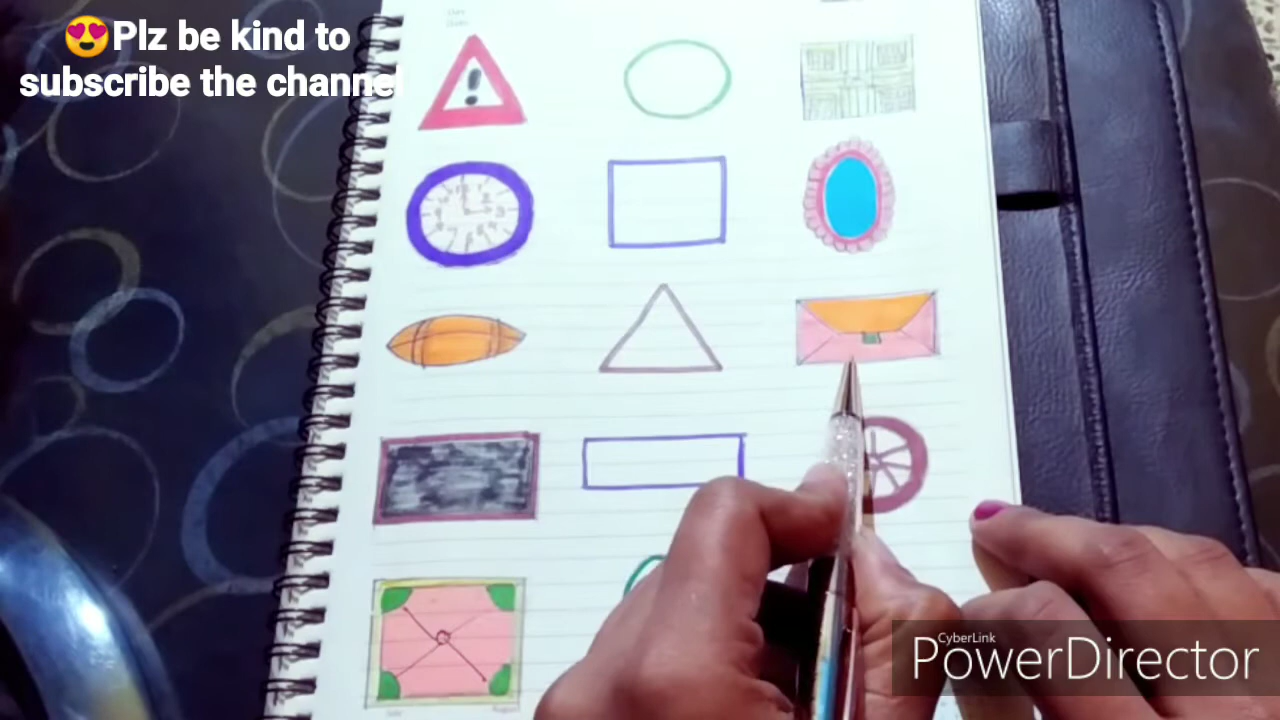 😍Plz be kind to
subscribe the channel
CyberLink
PowerDirector